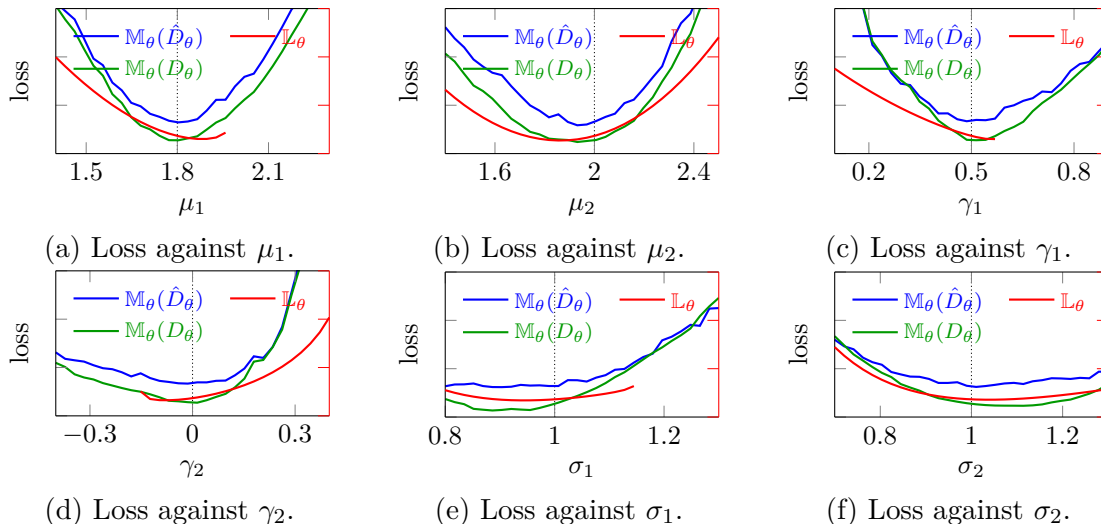 loss
𝕄θ(D̂θ) 𝕃θ
𝕄θ(Dθ)
1.5 1.8 2.1
μ1
(a) Loss against μ1.
loss
𝕄θ(D̂θ) 𝕃θ
𝕄θ(Dθ)
1.6 2 2.4
μ2
(b) Loss against μ2.
loss
𝕄θ(D̂θ) 𝕃θ
𝕄θ(Dθ)
0.2 0.5 0.8
γ1
(c) Loss against γ1.
loss
𝕄θ(D̂θ) 𝕃θ
𝕄θ(Dθ)
−0.3 0 0.3
γ2
(d) Loss against γ2.
loss
𝕄θ(D̂θ) 𝕃θ
𝕄θ(Dθ)
0.8 1 1.2
σ1
(e) Loss against σ1.
loss
𝕄θ(D̂θ) 𝕃θ
𝕄θ(Dθ)
0.8 1 1.2
σ2
(f) Loss against σ2.